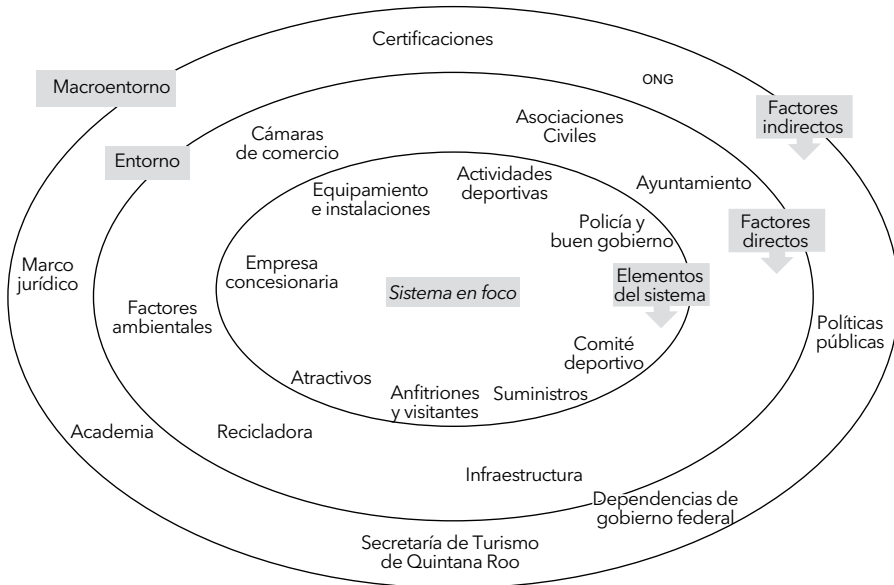 Certificaciones
ONG
Macroentorno
Factores
indirectos
Asociaciones
Civiles
Cámaras
de comercio
Entorno
Actividades
deportivas
Ayuntamiento
Equipamiento
e instalaciones
Policía y
buen gobierno
Factores
directos
Marco
jurídico
Empresa
concesionaria
Sistema en foco
Elementos
del sistema
Factores
ambientales
Políticas
públicas
Comité
deportivo
Atractivos
Anfitriones
y visitantes
Suministros
Academia
Recicladora
Infraestructura
Dependencias de
gobierno federal
Secretaría de Turismo
de Quintana Roo